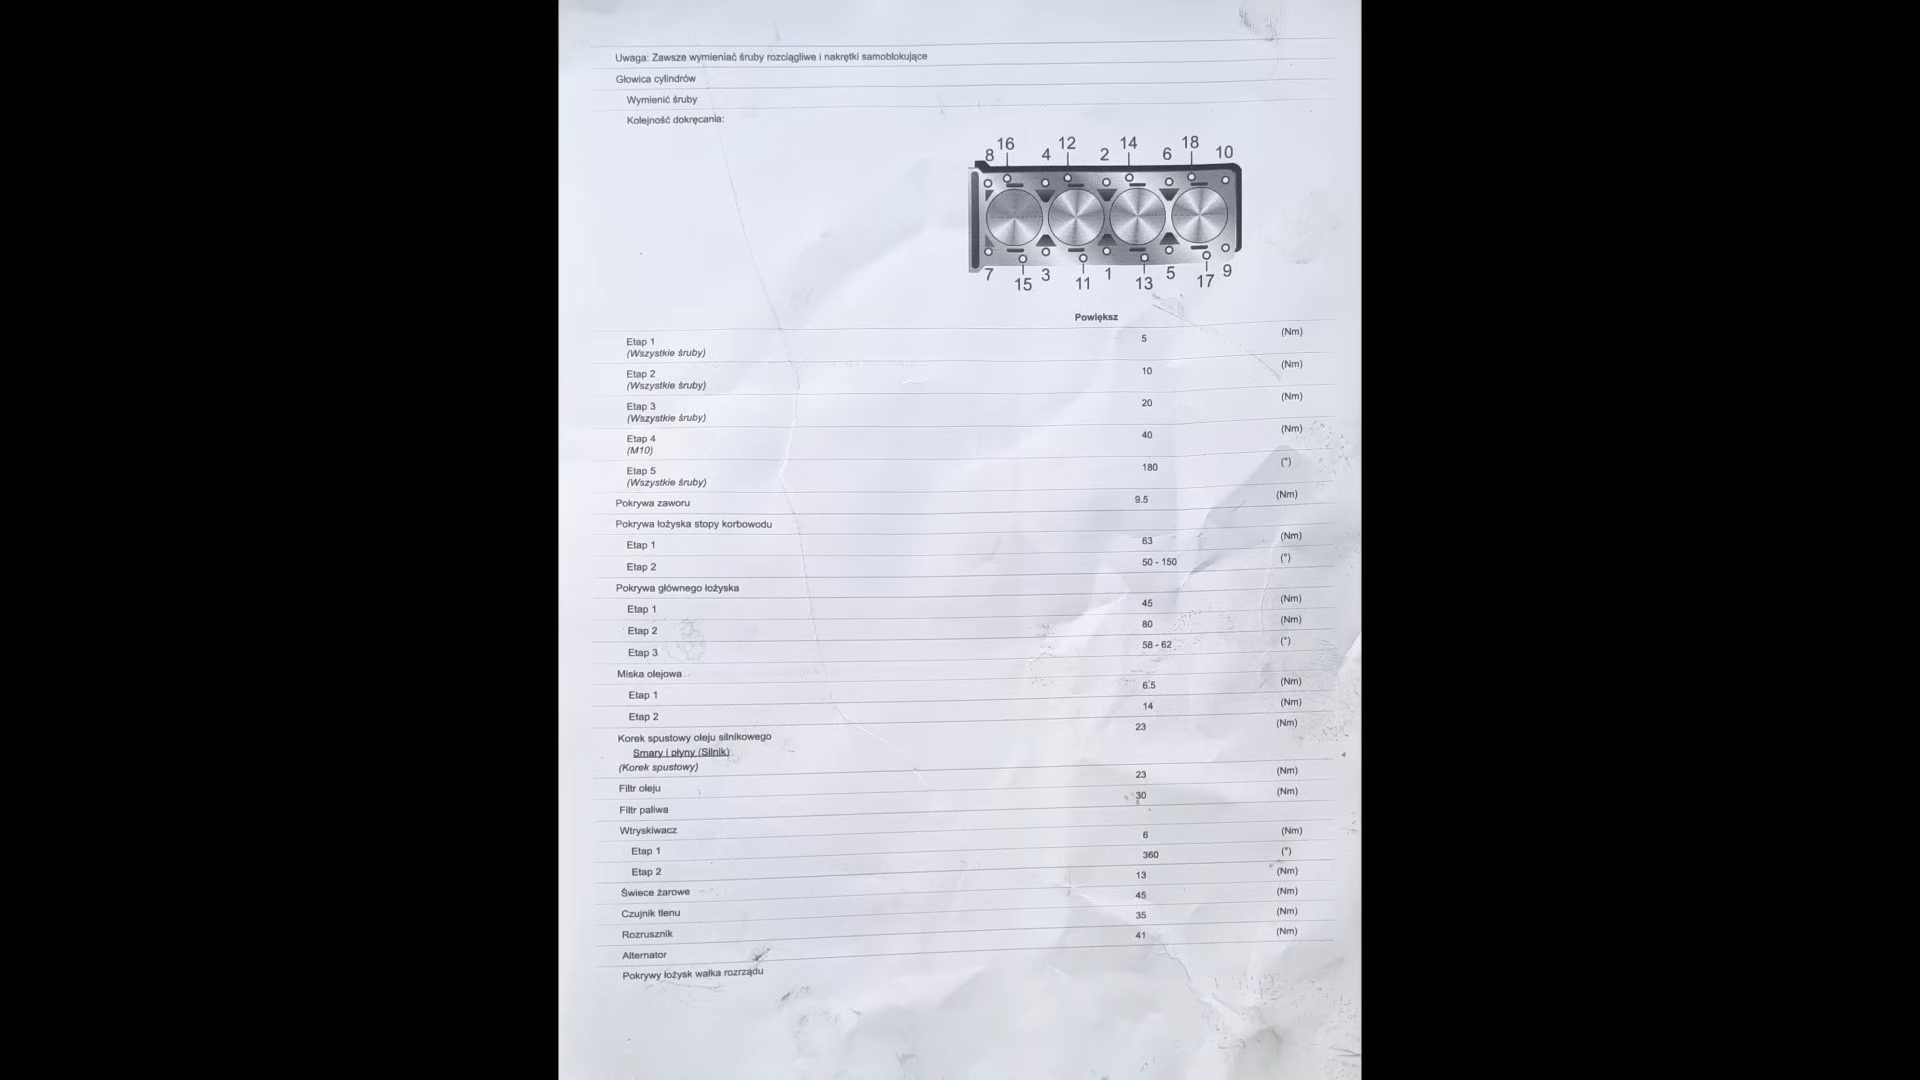 Uwaga: Zawsze wymieniać śruby rozciągliwe i nakrętki samoblokujące
Głowica cylindrów
Wymienić śruby
Kolejność dokręcania:
8 16 4 12 2 14 6 18 10
7 15 3 11 1 13 5 17 9
Powiększ
Etap 1 5 (Nm)
(Wszystkie śruby)
Etap 2 10 (Nm)
(Wszystkie śruby)
Etap 3 20 (Nm)
(Wszystkie śruby)
Etap 4 40 (Nm)
(M10)
Etap 5 180 (°)
(Wszystkie śruby)
Pokrywa zaworu 9.5 (Nm)
Pokrywa łożyska stopy korbowodu
Etap 1 63 (Nm)
Etap 2 50 - 150 (°)
Pokrywa głównego łożyska
Etap 1 45 (Nm)
Etap 2 80 (Nm)
Etap 3 58 - 62 (°)
Miska olejowa
Etap 1 6.5 (Nm)
Etap 2 14 (Nm)
Korek spustowy oleju silnikowego 23 (Nm)
Smary i płyny (Silnik)
(Korek spustowy)
Filtr oleju 23 (Nm)
Filtr paliwa 30 (Nm)
Wtryskiwacz
Etap 1 6 (Nm)
Etap 2 360 (°)
Świece żarowe 13 (Nm)
Czujnik tlenu 45 (Nm)
Rozrusznik 35 (Nm)
Alternator 41 (Nm)
Pokrywy łożysk wałka rozrządu